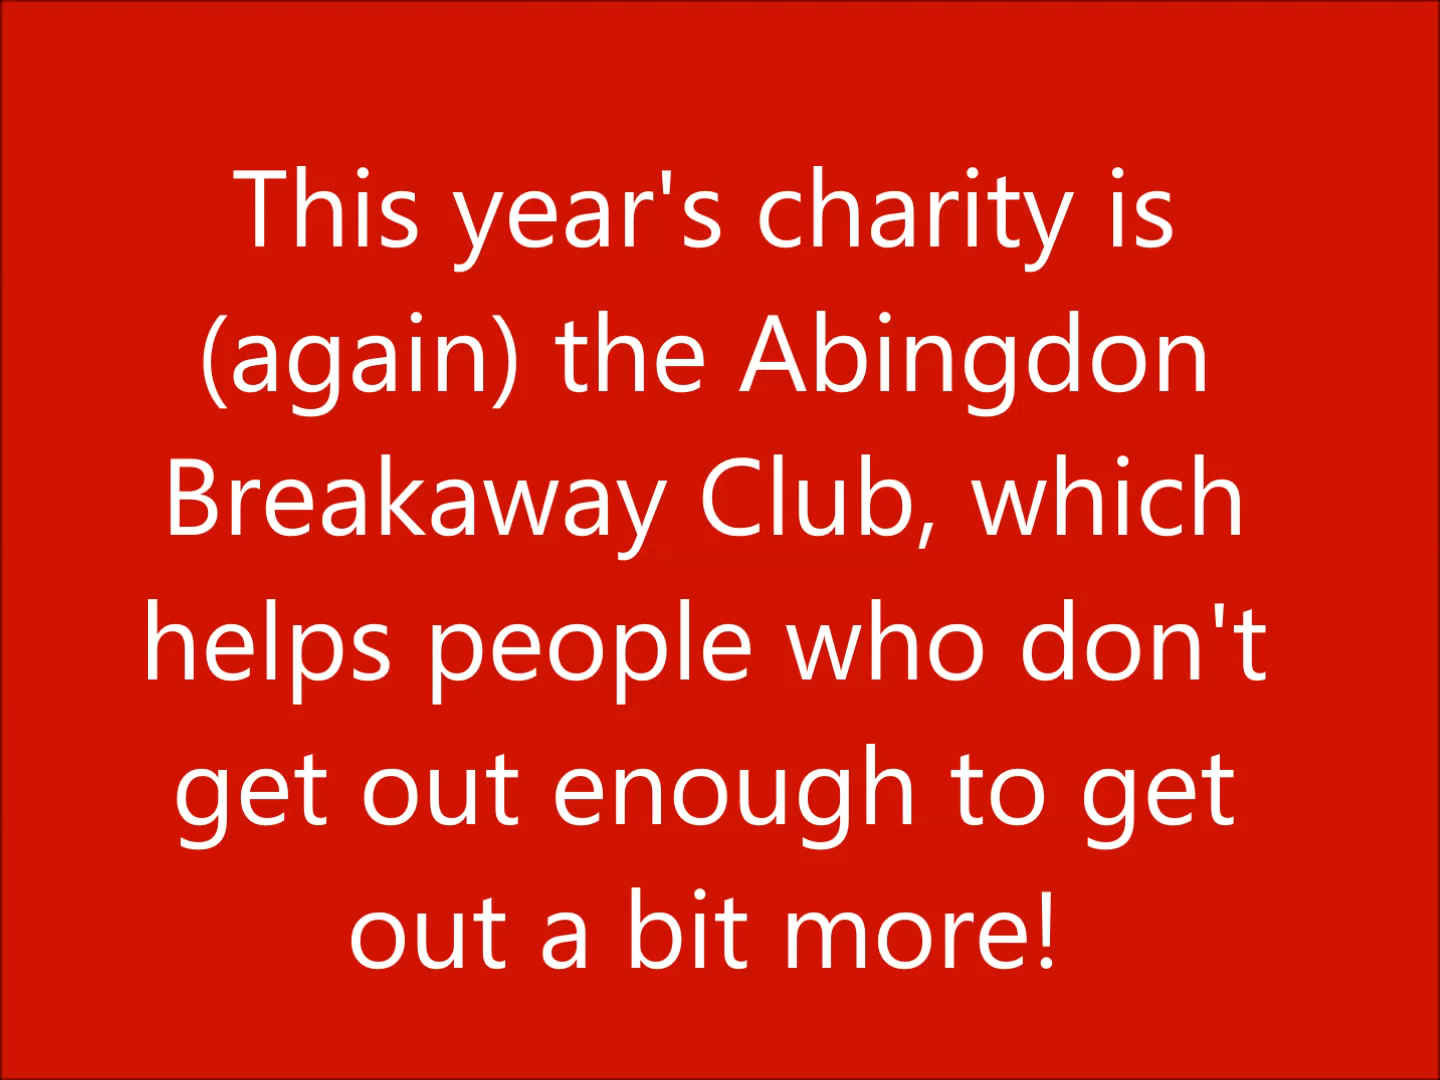 This year's charity is
(again) the Abingdon
Breakaway Club, which
helps people who don't
get out enough to get
out a bit more!